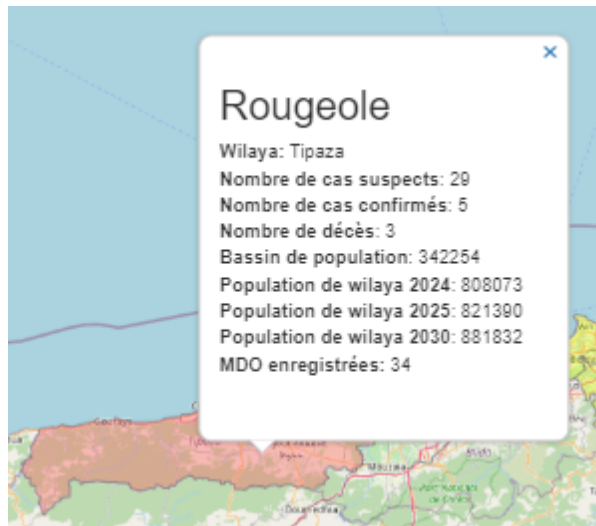 ×
Rougeole
Wilaya: Tipaza
Nombre de cas suspects: 29
Nombre de cas confirmés: 5
Nombre de décès: 3
Bassin de population: 342254
Population de wilaya 2024: 808073
Population de wilaya 2025: 821390
Population de wilaya 2030: 881832
MDO enregistrées: 34
Mouzaia